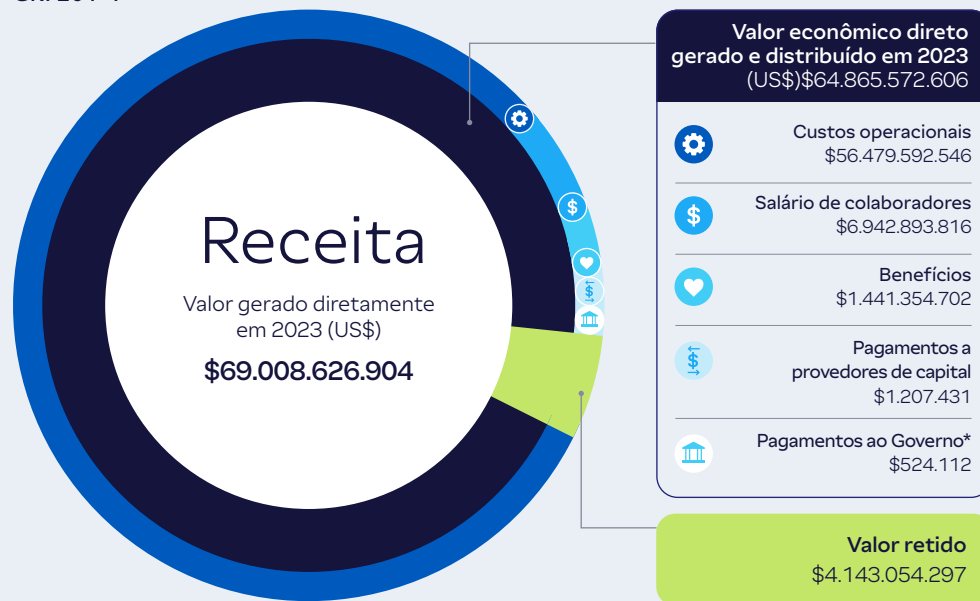 Receita
Valor gerado diretamente
em 2023 (US$)
$69.008.626.904
Valor econômico direto
gerado e distribuído em 2023
(US$)$64.865.572.606
Custos operacionais
$56.479.592.546
Salário de colaboradores
$6.942.893.816
Benefícios
$1.441.354.702
Pagamentos a
provedores de capital
$1.207.431
Pagamentos ao Governo*
$524.112
Valor retido
$4.143.054.297